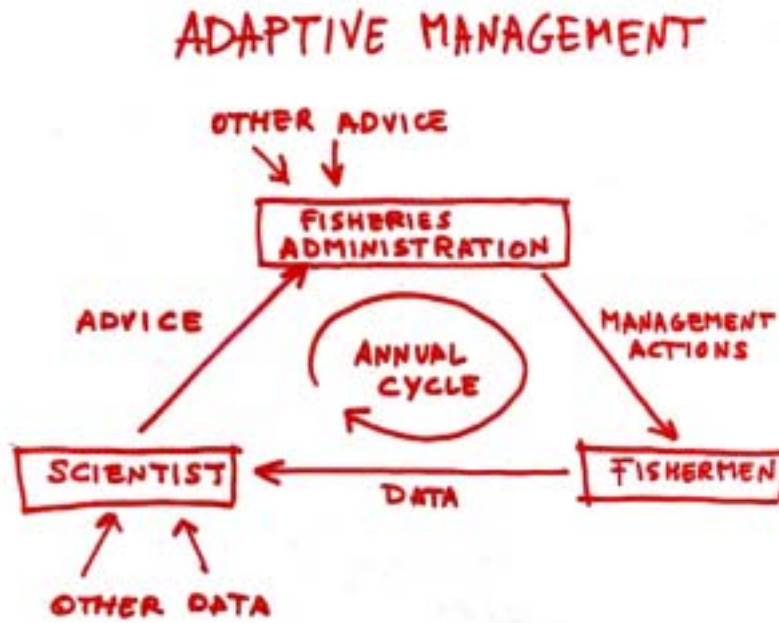 ADAPTIVE MANAGEMENT
OTHER ADVICE
FISHERIES
ADMINISTRATION
ADVICE
MANAGEMENT
ACTIONS
ANNUAL
CYCLE
SCIENTIST
FISHERMEN
DATA
OTHER DATA